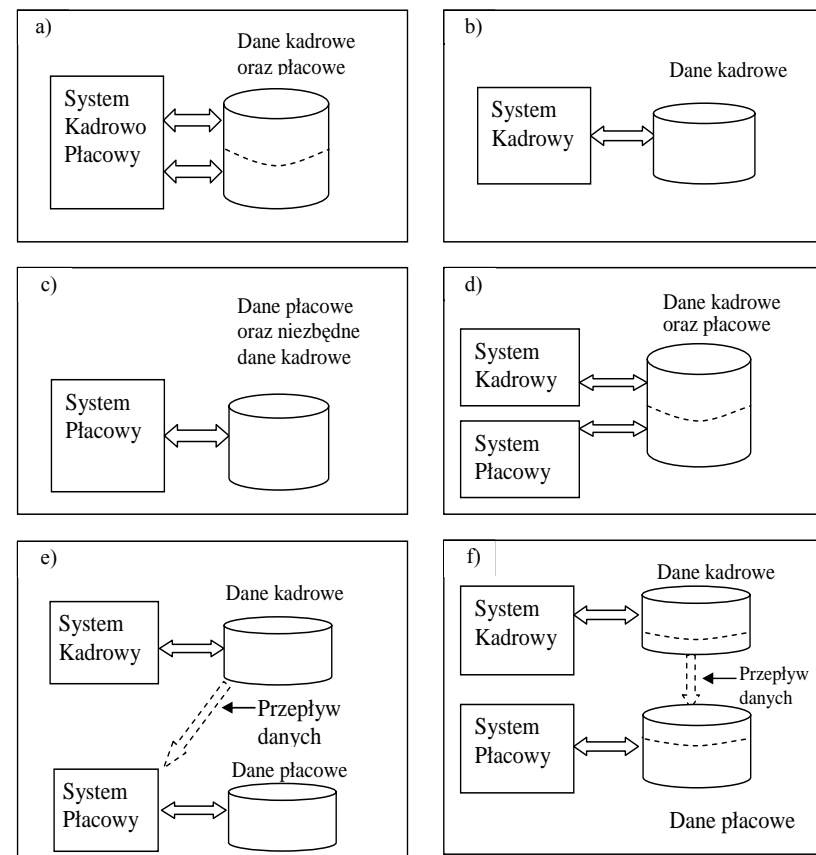 a)
Dane kadrowe
oraz płacowe
System
Kadrowo
Płacowy
b)
Dane kadrowe
System
Kadrowy
c)
Dane płacowe
oraz niezbędne
dane kadrowe
System
Płacowy
d)
Dane kadrowe
oraz płacowe
System
Kadrowy
System
Płacowy
e)
Dane kadrowe
System
Kadrowy
Przepływ
danych
Dane płacowe
System
Płacowy
f)
Dane kadrowe
System
Kadrowy
Przepływ
danych
System
Płacowy
Dane płacowe